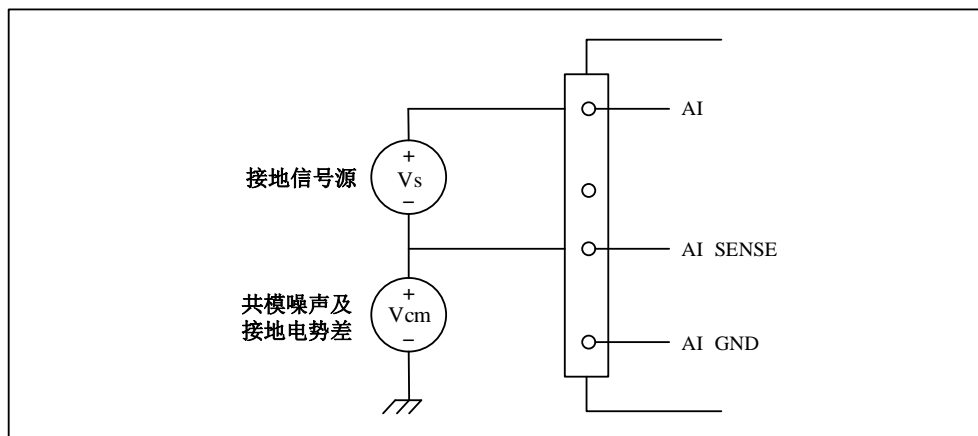 AI
+
接地信号源
Vs
−
AI SENSE
+
共模噪声及
Vcm
接地电势差
−
AI GND